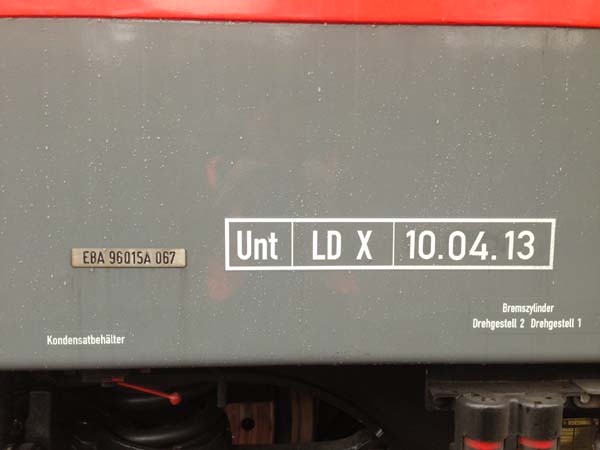 EBA 96015A 067
Unt LD X 10.04.13
Kondensatbehälter
Bremszylinder
Drehgestell 2 Drehgestell 1